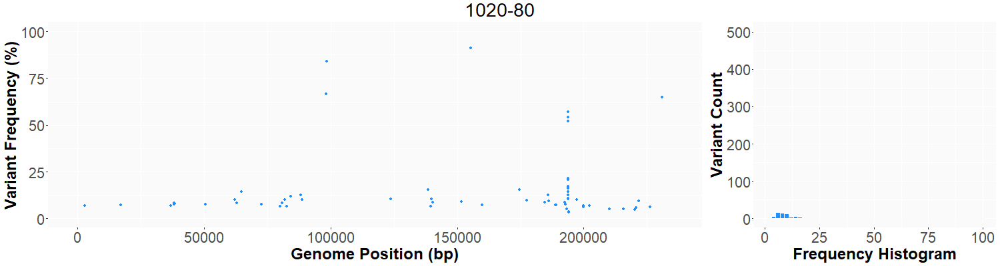 1020-80
Variant Frequency (%)
100
75
50
25
0
0 50000 100000 150000 200000
Genome Position (bp)
Variant Count
500
400
300
200
100
0
0 25 50 75 100
Frequency Histogram